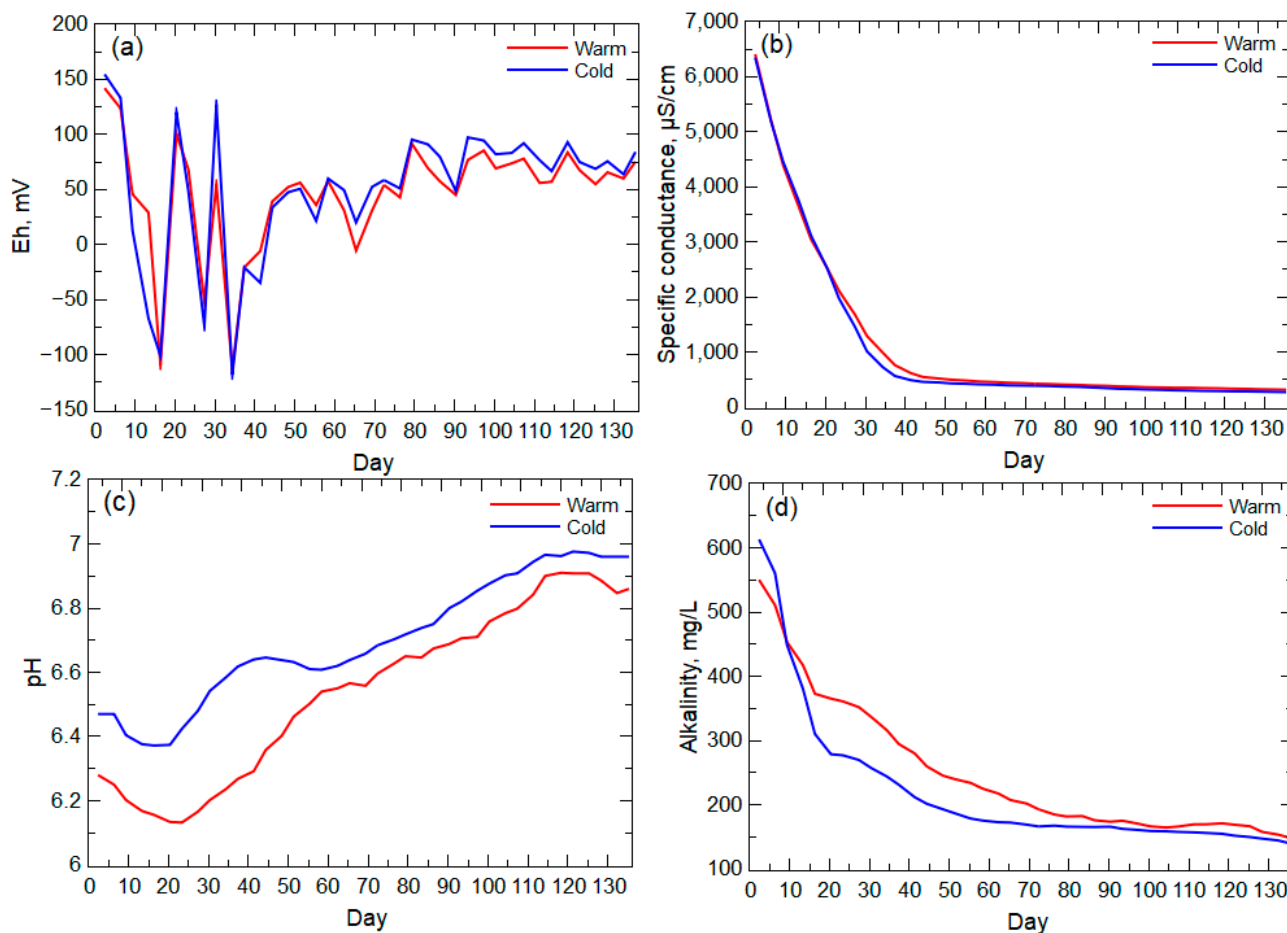 (a)
Warm
Cold
200
150
100
50
0
−50
−100
−150
Eh, mV
0 10 20 30 40 50 60 70 80 90 100 110 120 130
Day
(b)
Warm
Cold
7,000
6,000
5,000
4,000
3,000
2,000
1,000
0
Specific conductance, µS/cm
0 10 20 30 40 50 60 70 80 90 100 110 120 130
Day
(c)
Warm
Cold
7.2
7
6.8
6.6
6.4
6.2
6
pH
0 10 20 30 40 50 60 70 80 90 100 110 120 130
Day
(d)
Warm
Cold
700
600
500
400
300
200
100
Alkalinity, mg/L
0 10 20 30 40 50 60 70 80 90 100 110 120 130
Day